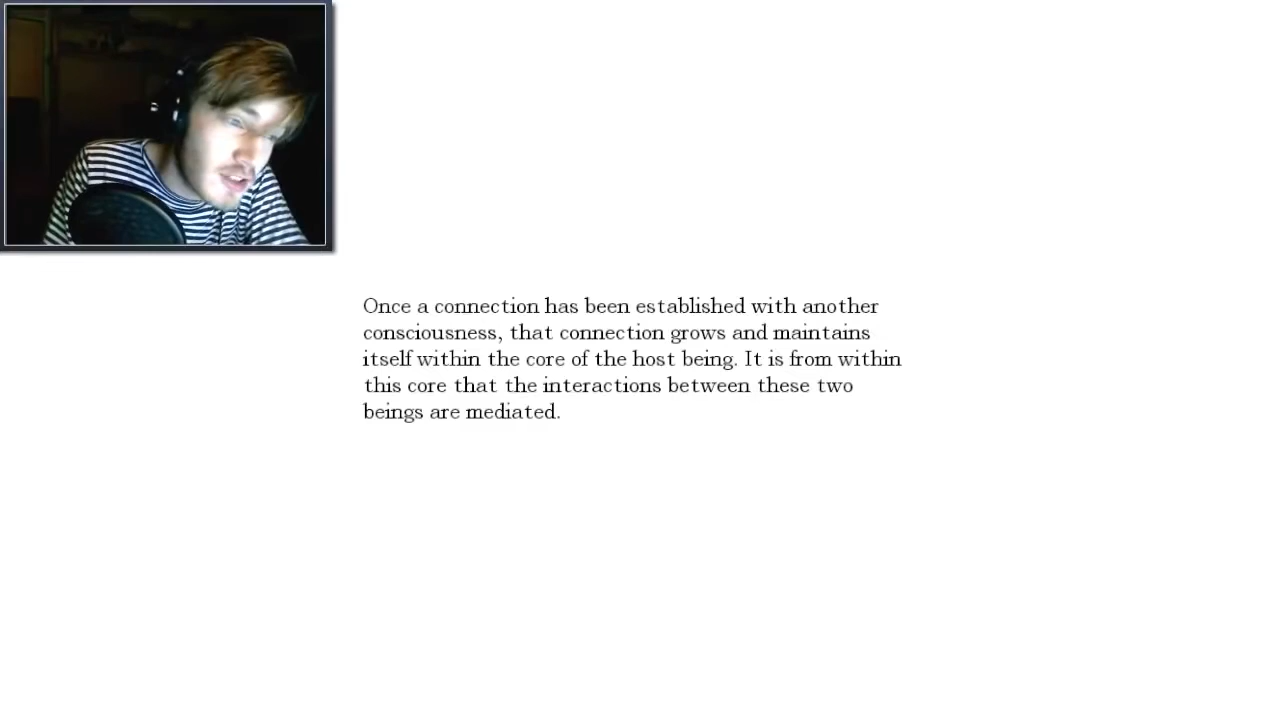 Once a connection has been established with another
consciousness, that connection grows and maintains
itself within the core of the host being. It is from within
this core that the interactions between these two
beings are mediated.